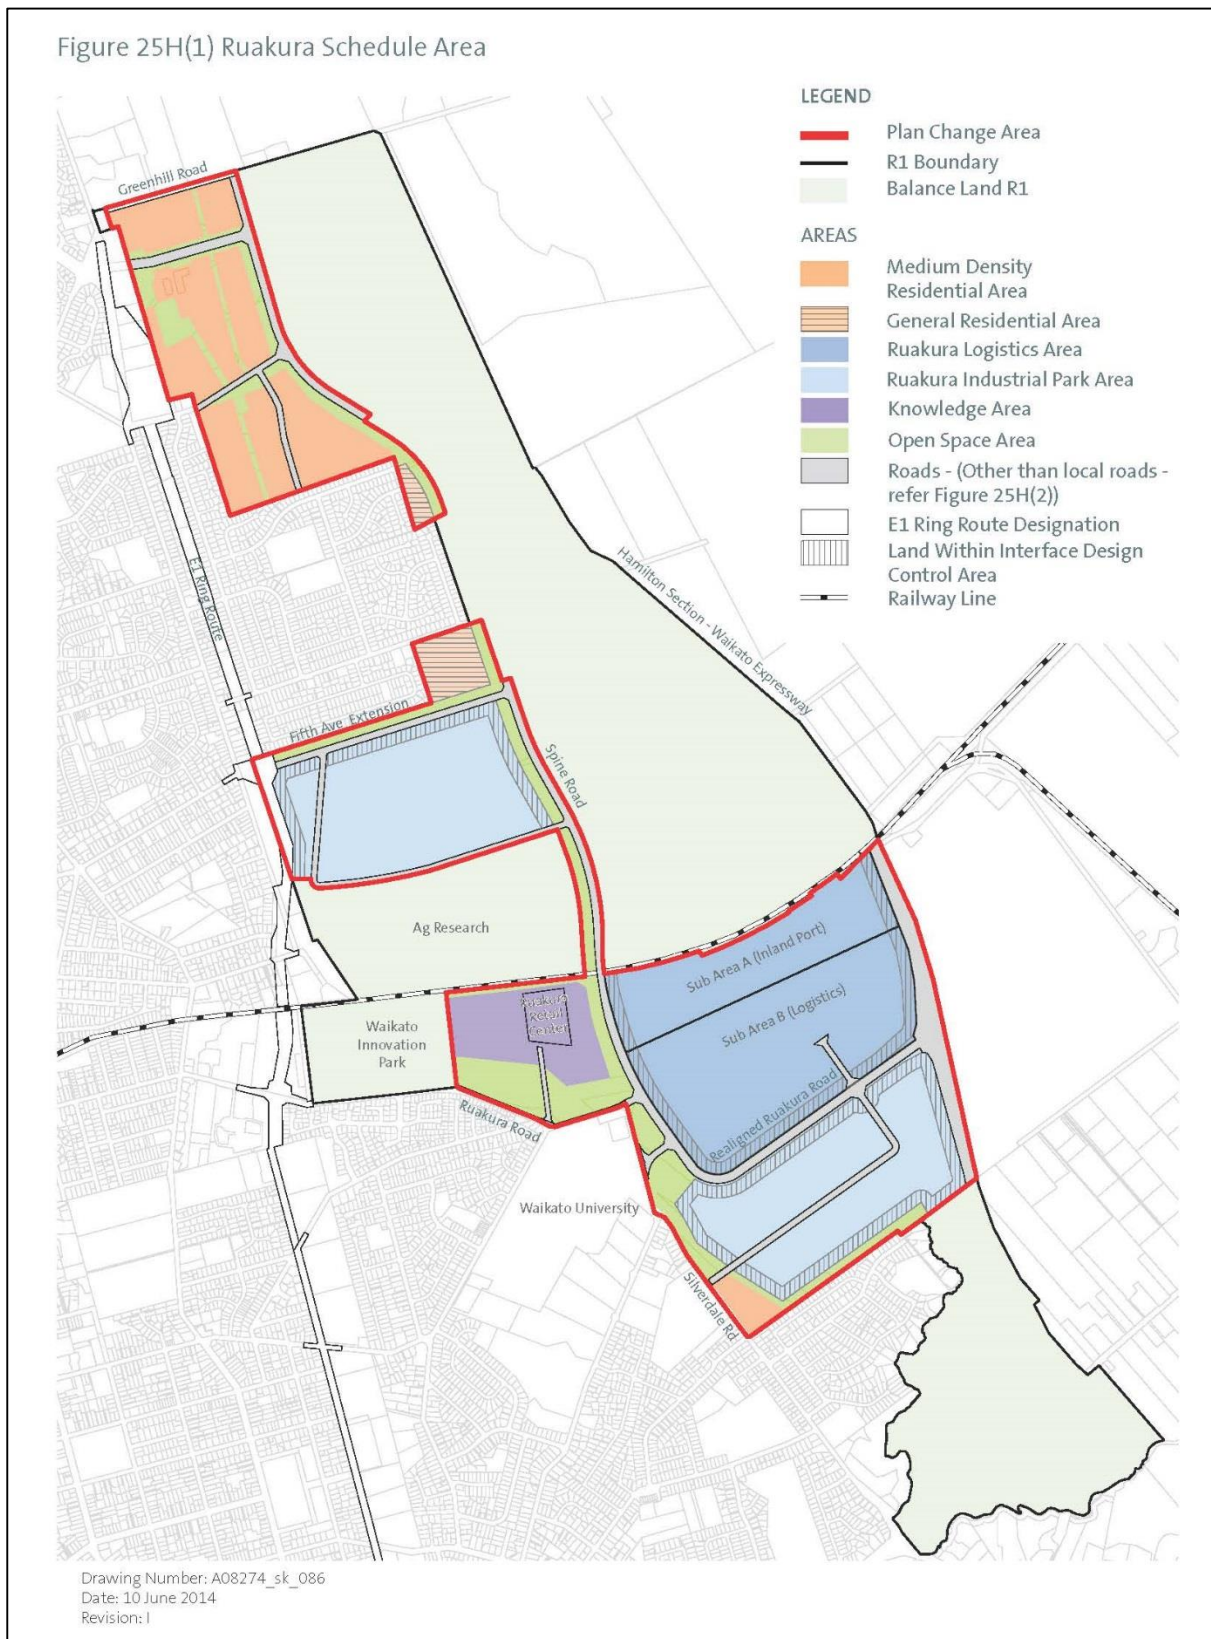 Figure 25H(1) Ruakura Schedule Area
LEGEND
Plan Change Area
R1 Boundary
Balance Land R1
AREAS
Medium Density
Residential Area
General Residential Area
Ruakura Logistics Area
Ruakura Industrial Park Area
Knowledge Area
Open Space Area
Roads - (Other than local roads -
refer Figure 25H(2))
E1 Ring Route Designation
Land Within Interface Design
Control Area
Railway Line
Greenhill Road
E1 Ring Route
Hamilton Section - Waikato Expressway
Fifth Ave Extension
Spine Road
Ag Research
Sub Area A (Inland Port)
Sub Area B (Logistics)
Ruakura
Retail
Center
Waikato
Innovation
Park
Ruakura Road
Realigned Ruakura Road
Waikato University
Silverdale Rd
Drawing Number: A08274_sk_086
Date: 10 June 2014
Revision: I